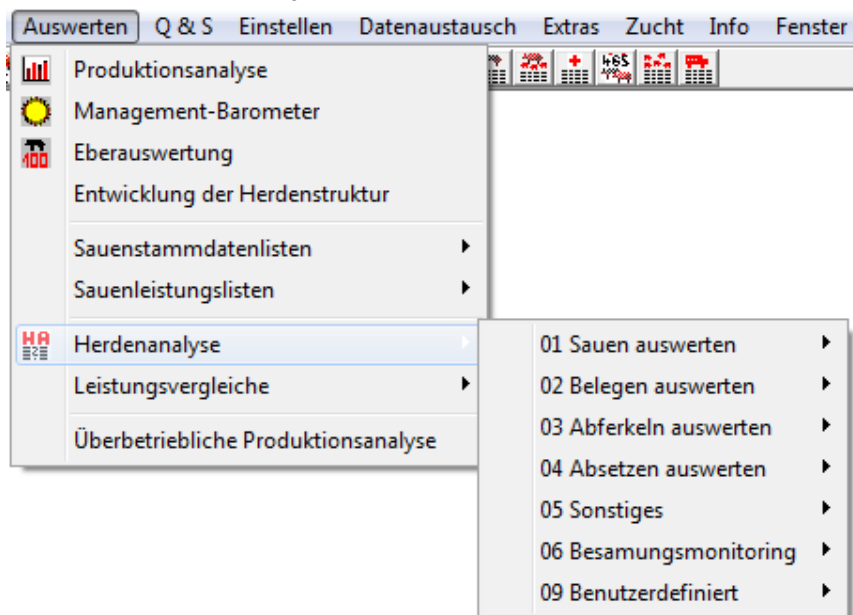 Auswerten Q & S Einstellen Datenaustausch Extras Zucht Info Fenster
Produktionsanalyse
Management-Barometer
Eberauswertung
Entwicklung der Herdenstruktur
Sauenstammdatenlisten
Sauenleistungslisten
Herdenanalyse
Leistungsvergleiche
Überbetriebliche Produktionsanalyse
01 Sauen auswerten
02 Belegen auswerten
03 Abferkeln auswerten
04 Absetzen auswerten
05 Sonstiges
06 Besamungsmonitoring
09 Benutzerdefiniert